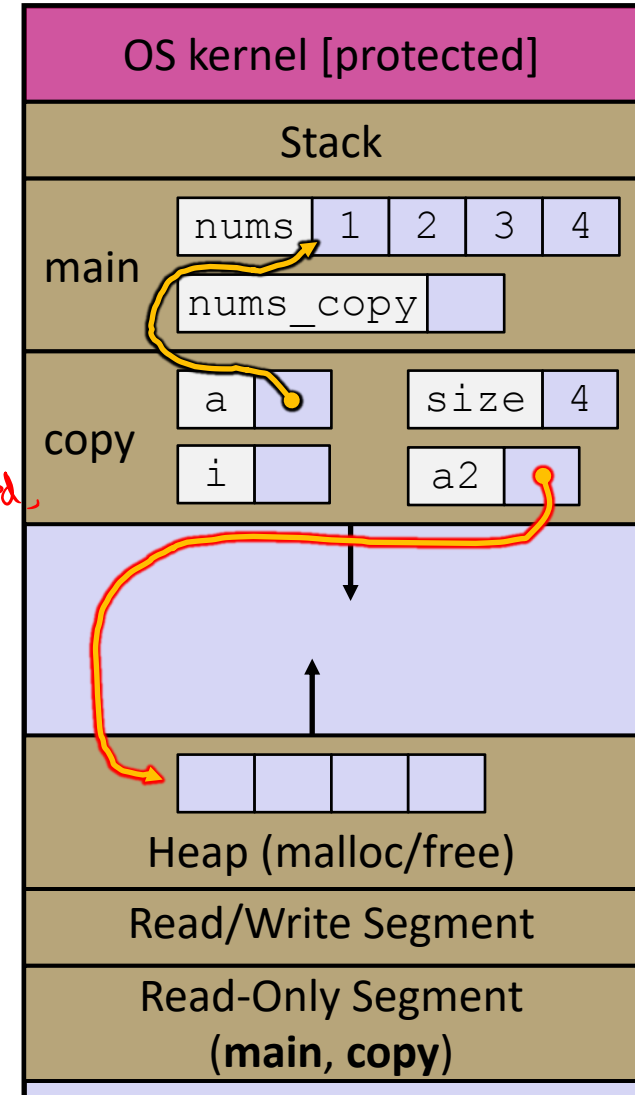 OS kernel [protected]
Stack
main
nums 1 2 3 4
nums_copy
copy
a
size 4
i
a2
Heap (malloc/free)
Read/Write Segment
Read-Only Segment
(main, copy)